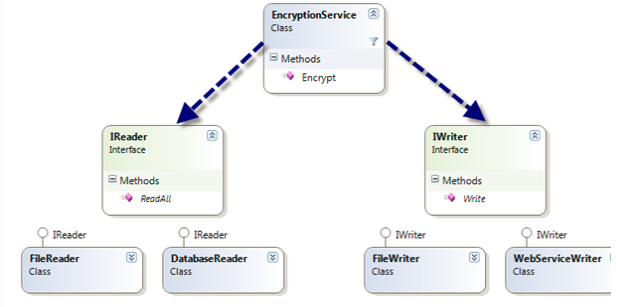 EncryptionService
Class
Methods
Encrypt
IReader
Interface
Methods
ReadAll
IWriter
Interface
Methods
Write
IReader
FileReader
Class
IReader
DatabaseReader
Class
IWriter
FileWriter
Class
IWriter
WebServiceWriter
Class